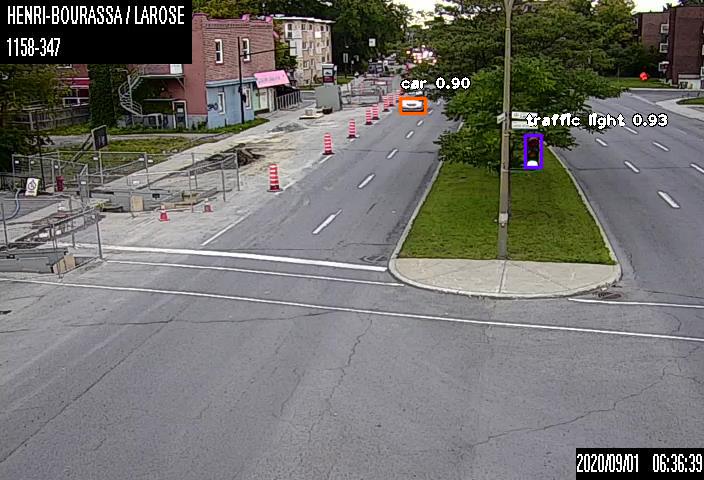 HENRI-BOURASSA / LAROSE
1158-347
car 0.90
traffic light 0.93
2020/09/01 06:36:39